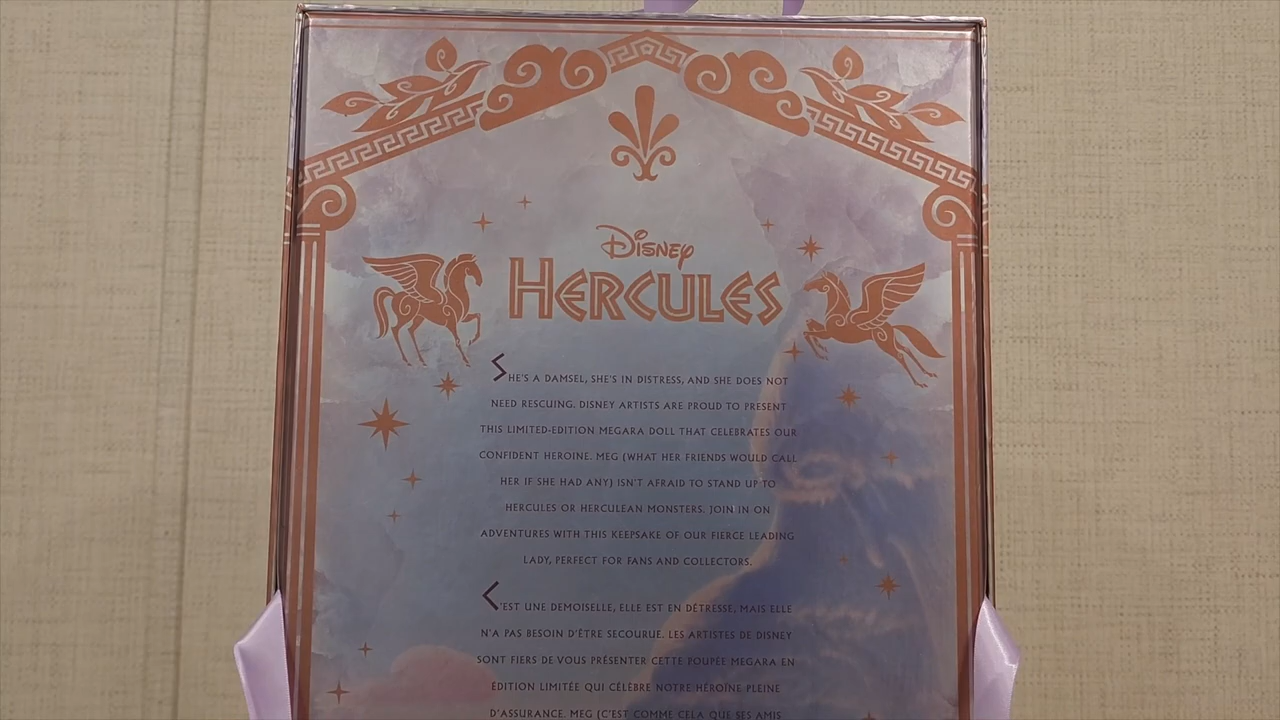 DISNEY
HERCULES
SHE'S A DAMSEL, SHE'S IN DISTRESS, AND SHE DOES NOT
NEED RESCUING. DISNEY ARTISTS ARE PROUD TO PRESENT
THIS LIMITED-EDITION MEGARA DOLL THAT CELEBRATES OUR
CONFIDENT HEROINE. MEG (WHAT HER FRIENDS WOULD CALL
HER IF SHE HAD ANY) ISN'T AFRAID TO STAND UP TO
HERCULES OR HERCULEAN MONSTERS. JOIN IN ON
ADVENTURES WITH THIS KEEPSAKE OF OUR FIERCE LEADING
LADY, PERFECT FOR FANS AND COLLECTORS.
C'EST UNE DEMOISELLE, ELLE EST EN DÉTRESSE, MAIS ELLE
N'A PAS BESOIN D'ÊTRE SECOURUE. LES ARTISTES DE DISNEY
SONT FIERS DE VOUS PRÉSENTER CETTE POUPÉE MEGARA EN
ÉDITION LIMITÉE QUI CÉLÈBRE NOTRE HÉROÏNE PLEINE
D'ASSURANCE. MEG (C'EST COMME CELA QUE SES AMIS